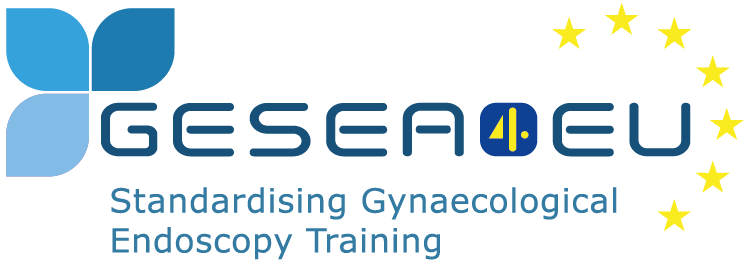 GESEA4EU
Standardising Gynaecological
Endoscopy Training